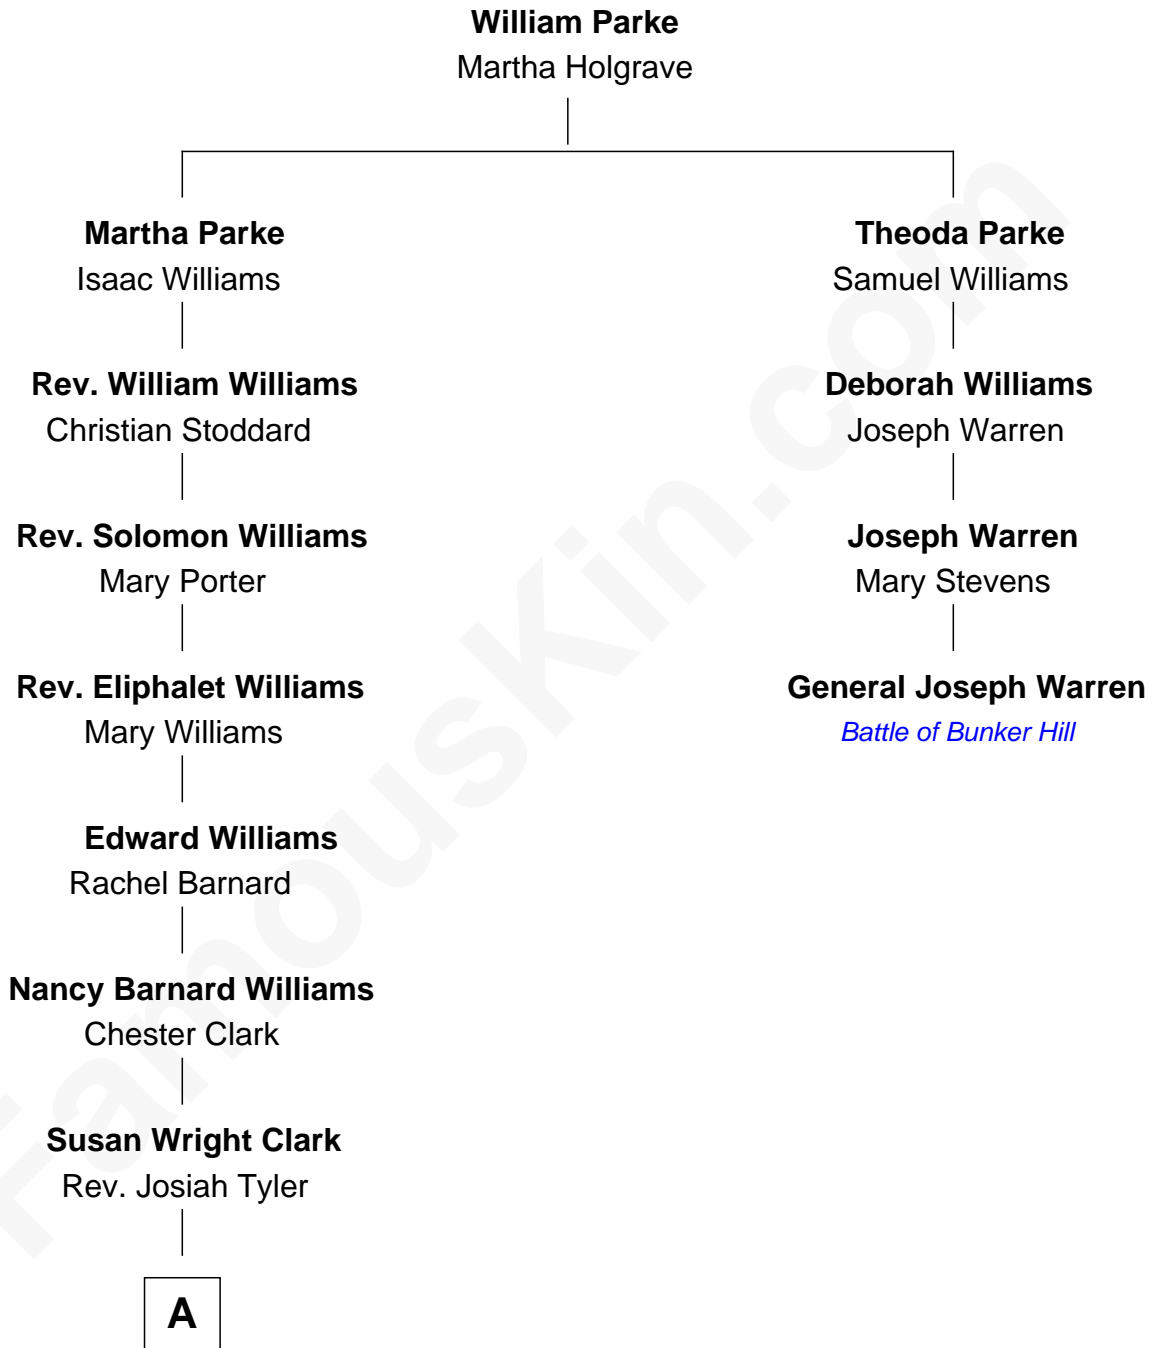 William Parke
Martha Holgrave
Martha Parke
Isaac Williams
Theoda Parke
Samuel Williams
Rev. William Williams
Christian Stoddard
Deborah Williams
Joseph Warren
Rev. Solomon Williams
Mary Porter
Joseph Warren
Mary Stevens
Rev. Eliphalet Williams
Mary Williams
General Joseph Warren
Battle of Bunker Hill
Edward Williams
Rachel Barnard
Nancy Barnard Williams
Chester Clark
Susan Wright Clark
Rev. Josiah Tyler
A
FamousKin.com